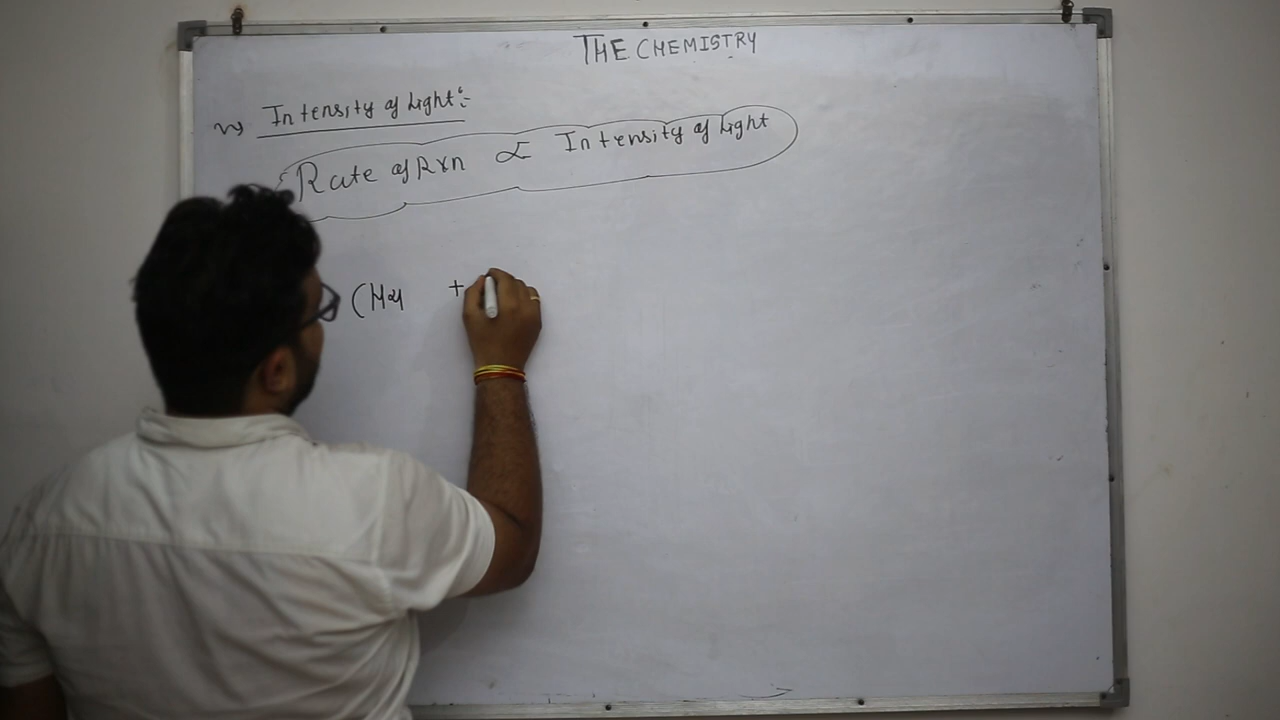 THE CHEMISTRY
v) Intensity of Light:-
Rate of Rxn ∝ Intensity of Light
CH4 +